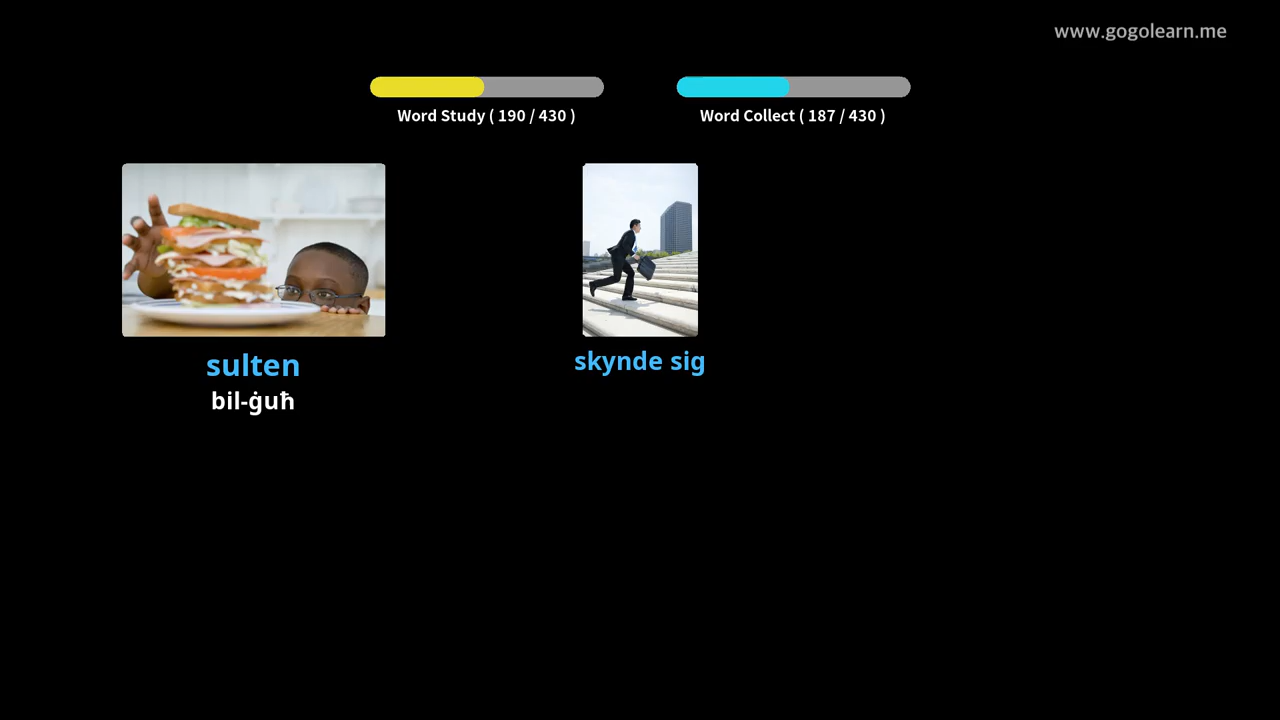 www.gogolearn.me
Word Study ( 190 / 430 )
Word Collect ( 187 / 430 )
sulten
bil-ġuħ
skynde sig